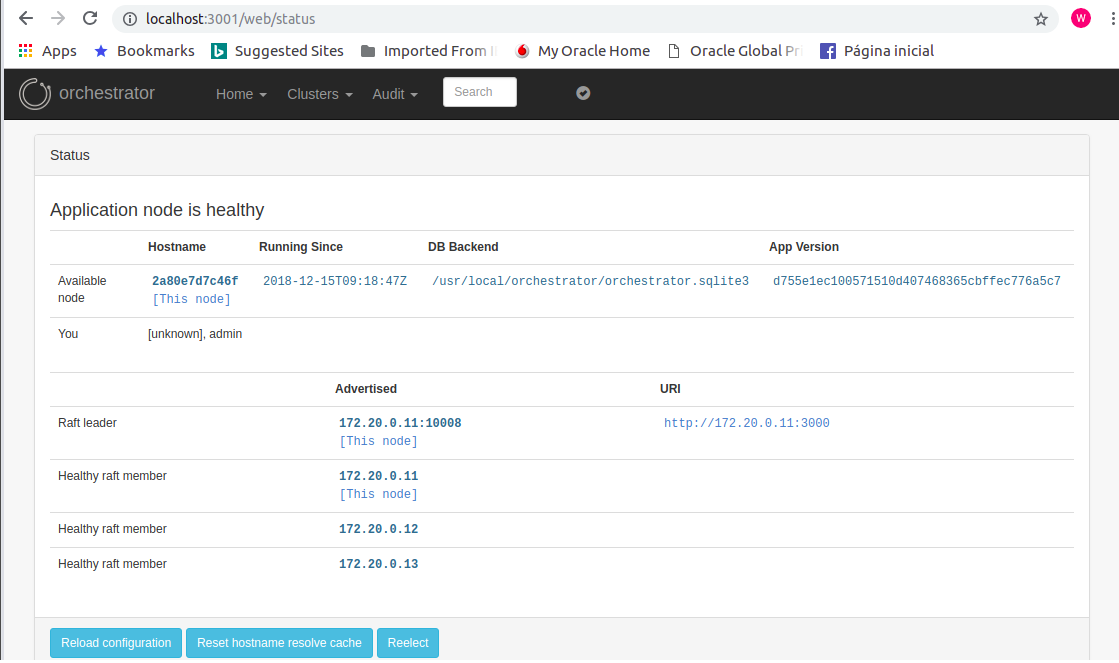 localhost:3001/web/status
W
Apps Bookmarks Suggested Sites Imported From My Oracle Home Oracle Global Página inicial
orchestrator Home Clusters Audit Search
Status
Application node is healthy
Hostname Running Since DB Backend App Version
Available node 2a80e7d7c46f 2018-12-15T09:18:47Z /usr/local/orchestrator/orchestrator.sqlite3 d755e1ec100571510d407468365cbffec776a5c7
[This node]
You [unknown], admin
Advertised URI
Raft leader 172.20.0.11:10008 http://172.20.0.11:3000
[This node]
Healthy raft member 172.20.0.11
[This node]
Healthy raft member 172.20.0.12
Healthy raft member 172.20.0.13
Reload configuration Reset hostname resolve cache Reelect